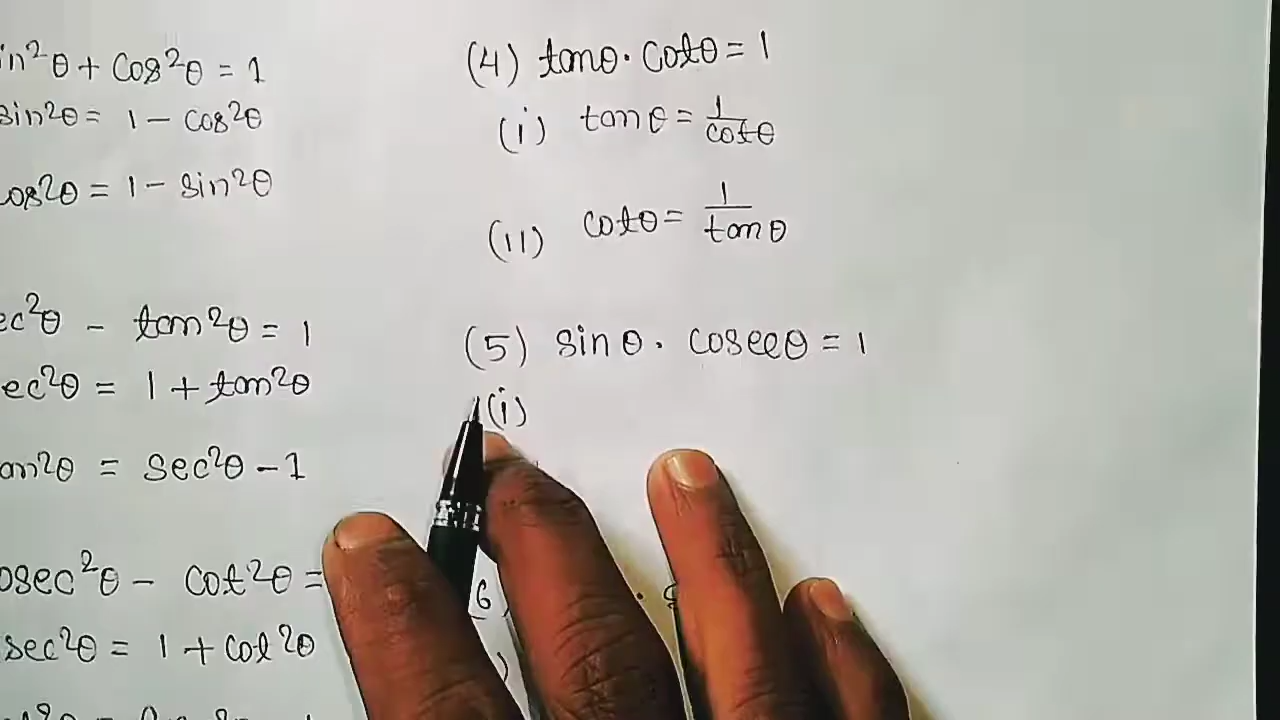 in²θ + cos²θ = 1
sin²θ = 1 - cos²θ
cos²θ = 1 - sin²θ
ec²θ - tan²θ = 1
ec²θ = 1 + tan²θ
an²θ = sec²θ - 1
osec²θ - cot²θ =
sec²θ = 1 + cot²θ
(4) tanθ · cotθ = 1
(i) tanθ = 1/cotθ
(ii) cotθ = 1/tanθ
(5) sinθ · cosecθ = 1
(i)
(6)